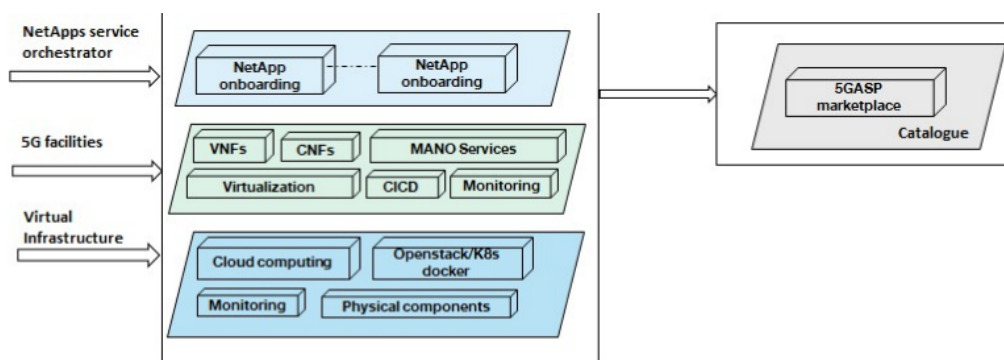 NetApps service
orchestrator
NetApp
onboarding
NetApp
onboarding
5GASP
marketplace
Catalogue
5G facilities
VNFs
CNFs
MANO Services
Virtualization
CICD
Monitoring
Virtual
Infrastructure
Cloud computing
Openstack/K8s
docker
Monitoring
Physical components